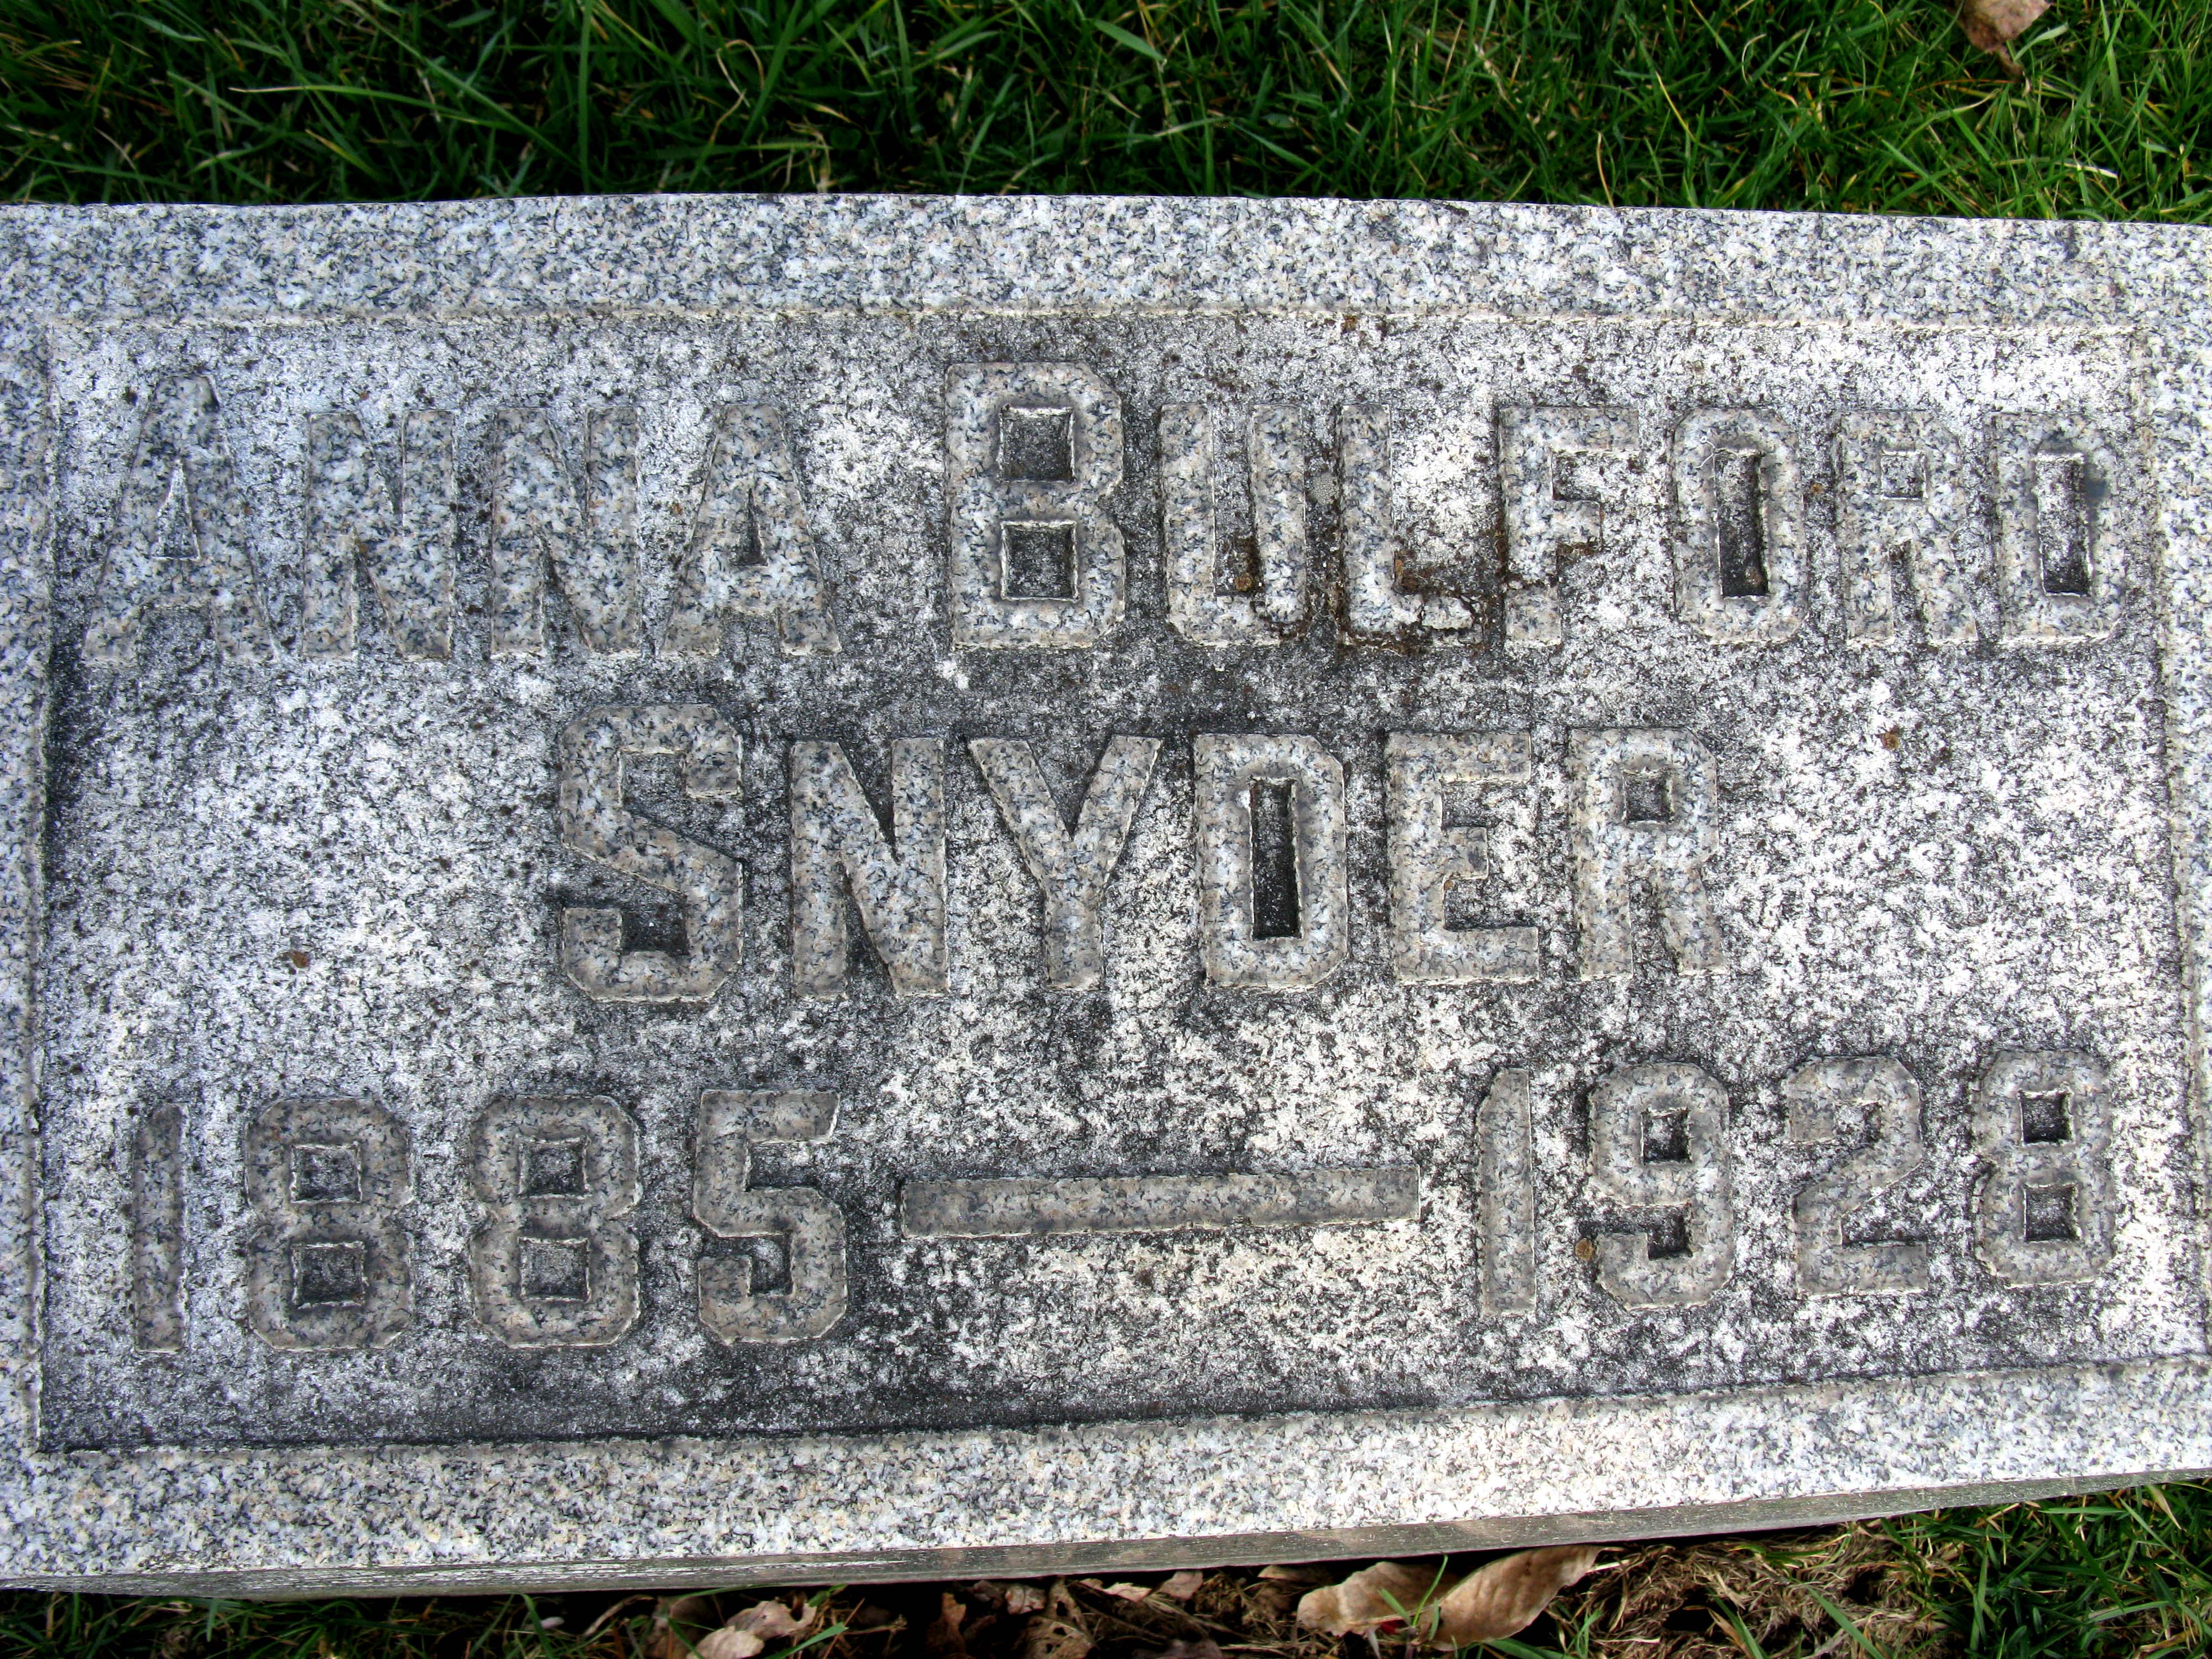 ANNA BULFORD
SNYDER
1885 — 1928